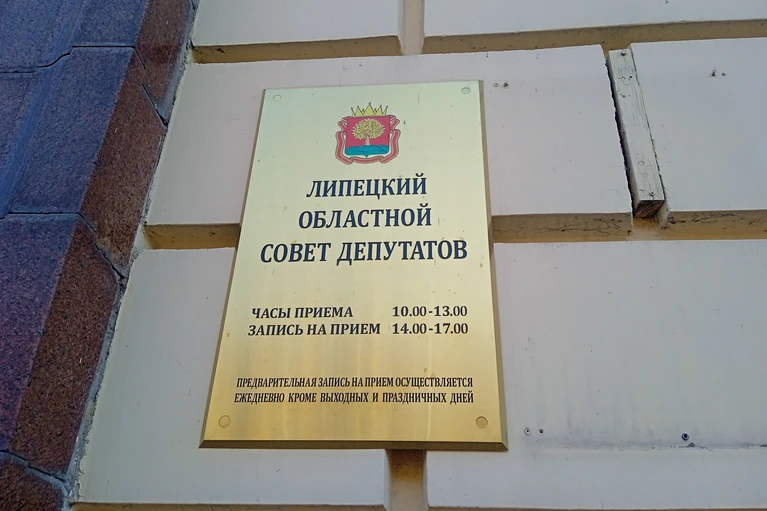 ЛИПЕЦКИЙ
ОБЛАСТНОЙ
СОВЕТ ДЕПУТАТОВ
ЧАСЫ ПРИЕМА 10.00-13.00
ЗАПИСЬ НА ПРИЕМ 14.00-17.00
ПРЕДВАРИТЕЛЬНАЯ ЗАПИСЬ НА ПРИЕМ ОСУЩЕСТВЛЯЕТСЯ
ЕЖЕДНЕВНО КРОМЕ ВЫХОДНЫХ И ПРАЗДНИЧНЫХ ДНЕЙ